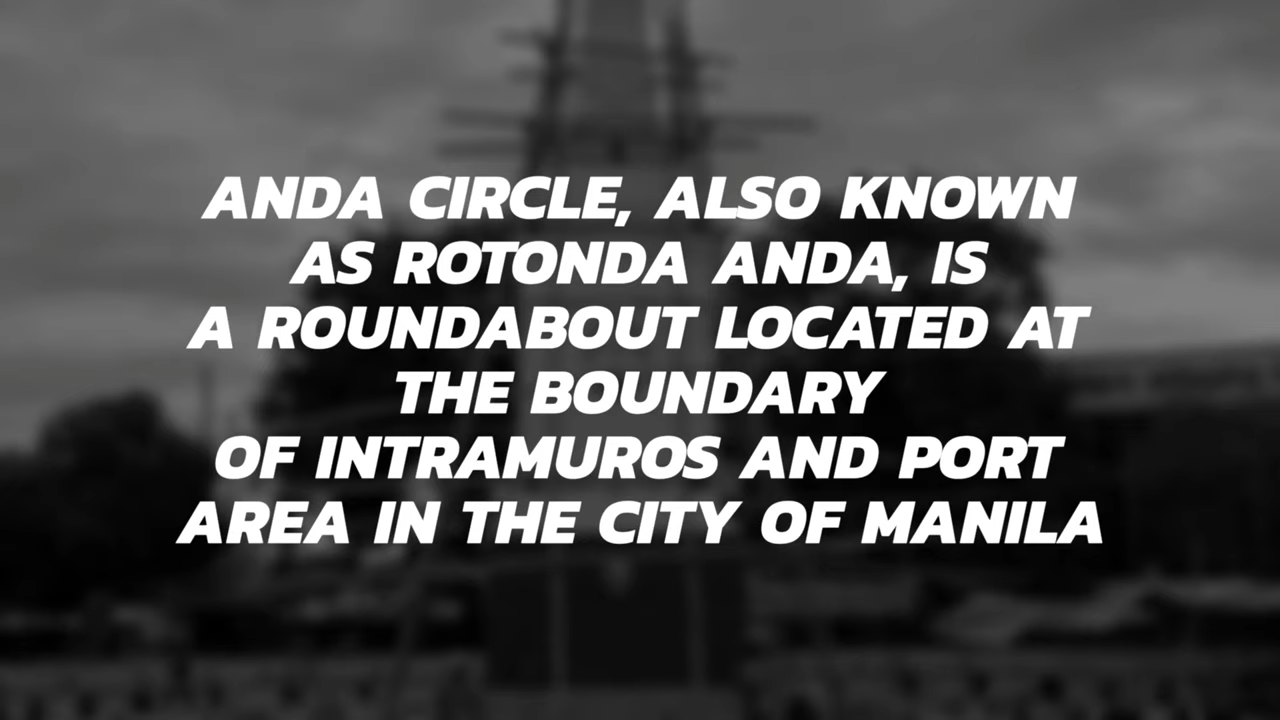 ANDA CIRCLE, ALSO KNOWN
AS ROTONDA ANDA, IS
A ROUNDABOUT LOCATED AT
THE BOUNDARY
OF INTRAMUROS AND PORT
AREA IN THE CITY OF MANILA